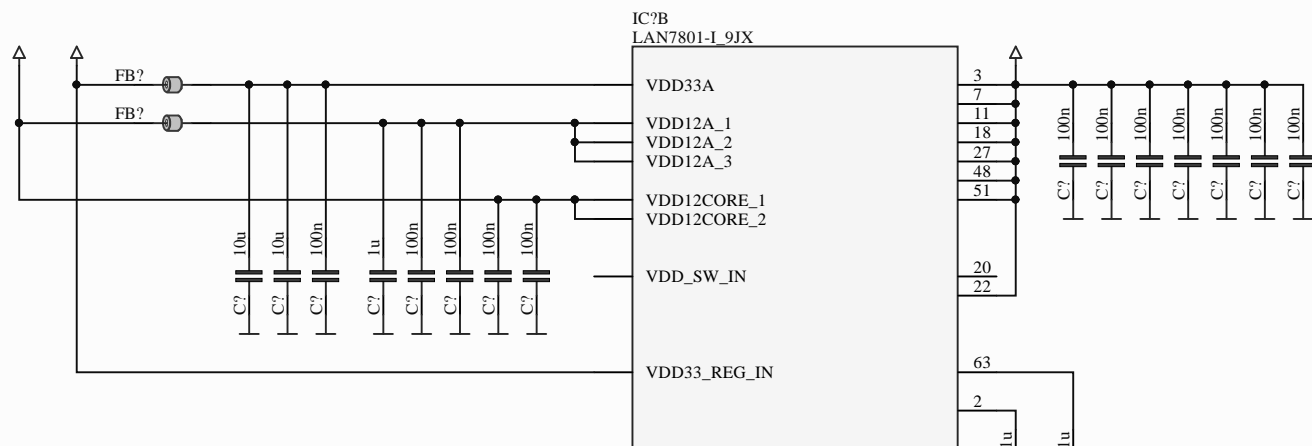 IC?B
LAN7801-I_9JX
FB?
VDD33A
3
7
FB?
VDD12A_1
11
VDD12A_2
18
VDD12A_3
27
48
VDD12CORE_1
51
VDD12CORE_2
100n
100n
100n
100n
100n
100n
100n
C?
C?
C?
C?
C?
C?
C?
10u
10u
100n
1u
100n
100n
100n
100n
VDD_SW_IN
20
22
C?
C?
C?
C?
C?
C?
C?
C?
VDD33_REG_IN
63
2
1u
1u